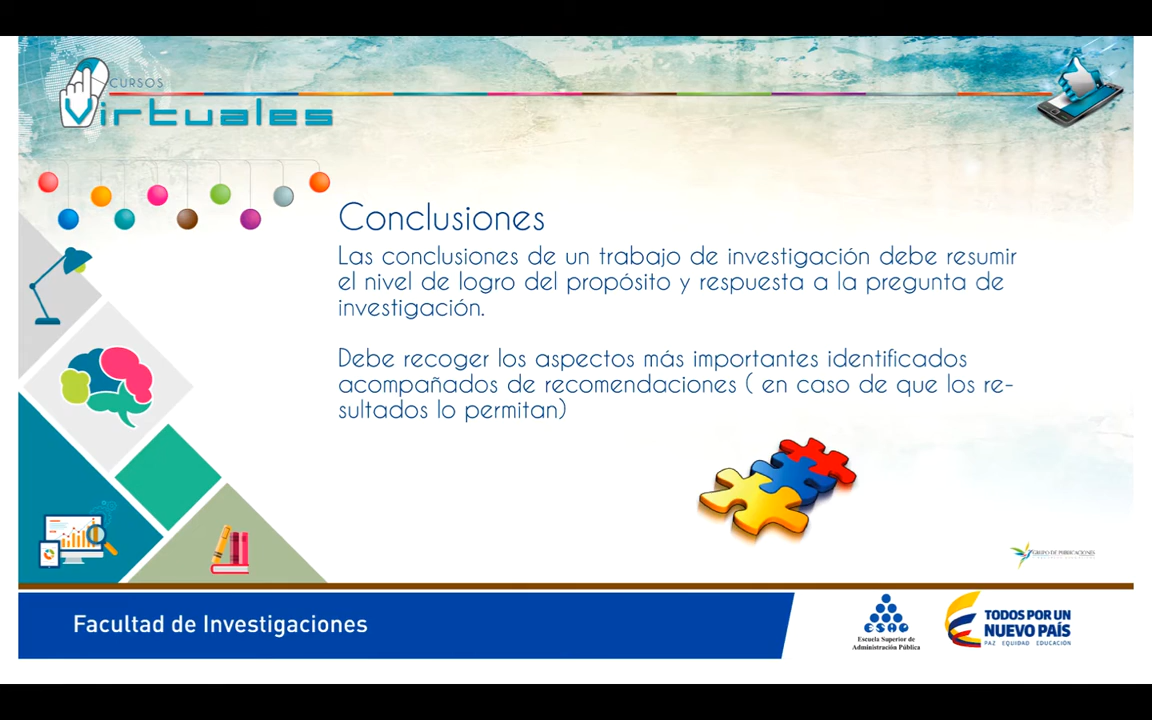 CURSOS
Virtuales
Conclusiones
Las conclusiones de un trabajo de investigación debe resumir
el nivel de logro del propósito y respuesta a la pregunta de
investigación.
Debe recoger los aspectos más importantes identificados
acompañados de recomendaciones ( en caso de que los re-
sultados lo permitan)
GRUPO DE PUBLICACIONES
Facultad de Investigaciones
ESAP
Escuela Superior de
Administración Pública
TODOS POR UN
NUEVO PAÍS
PAZ EQUIDAD EDUCACIÓN